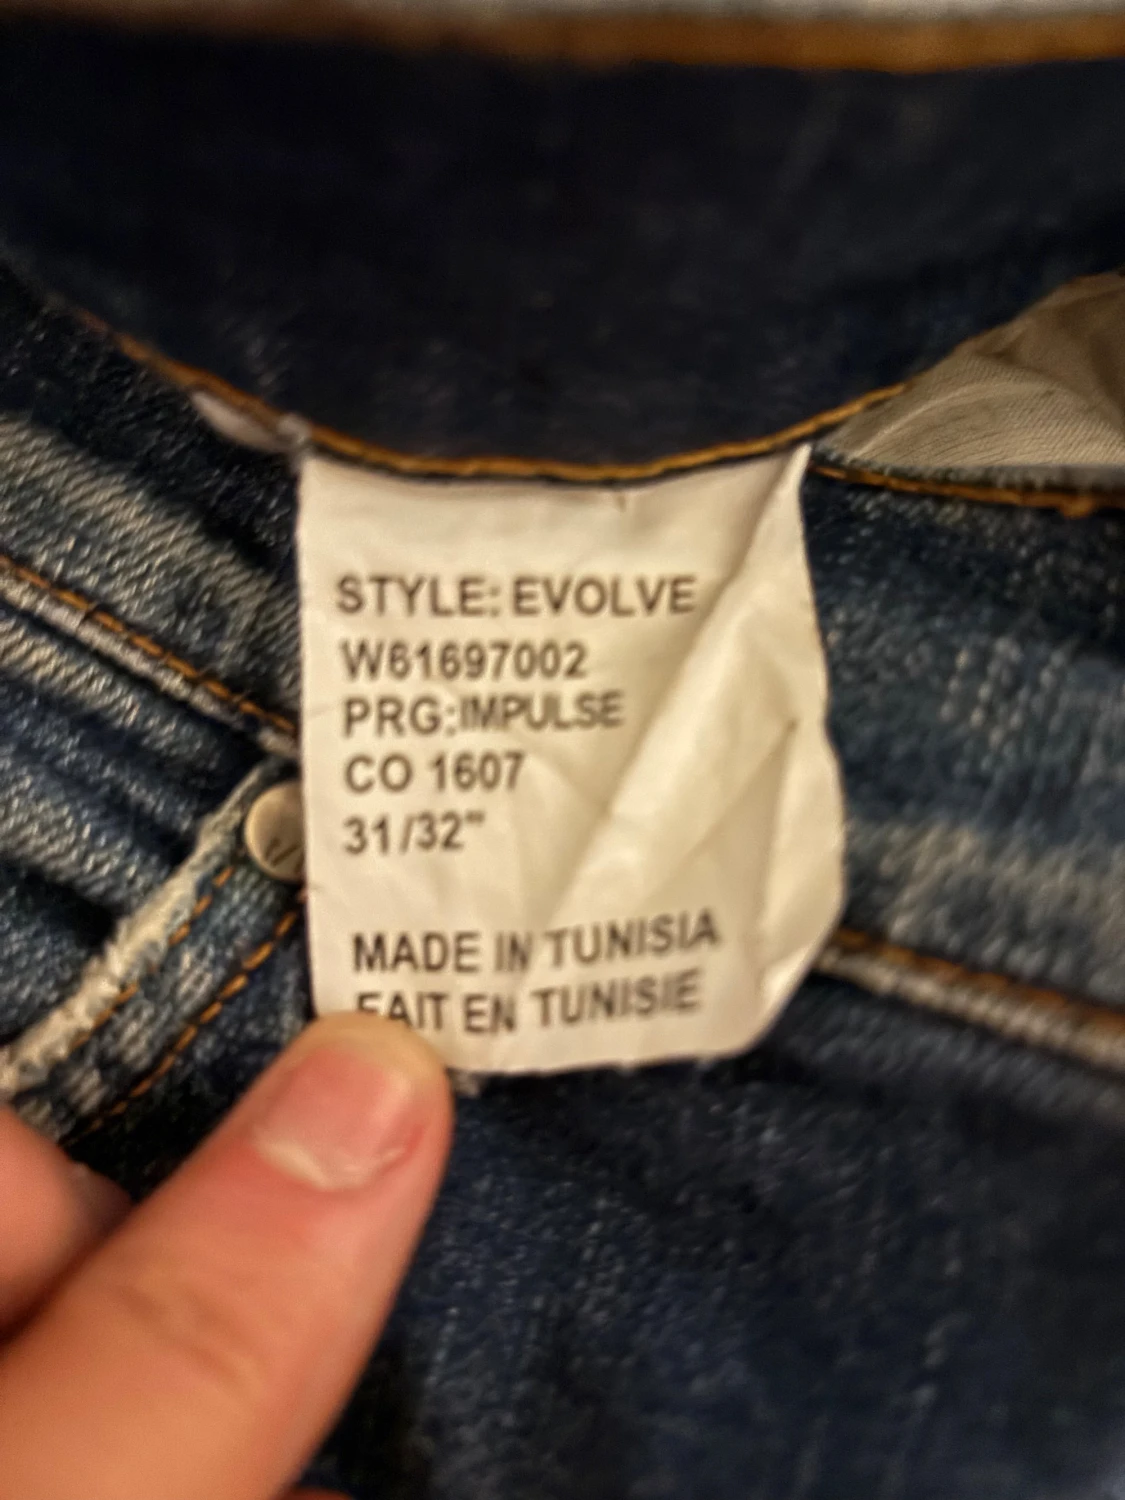 STYLE: EVOLVE
W61697002
PRG:IMPULSE
CO 1607
31/32"
MADE IN TUNISIA
FAIT EN TUNISIE